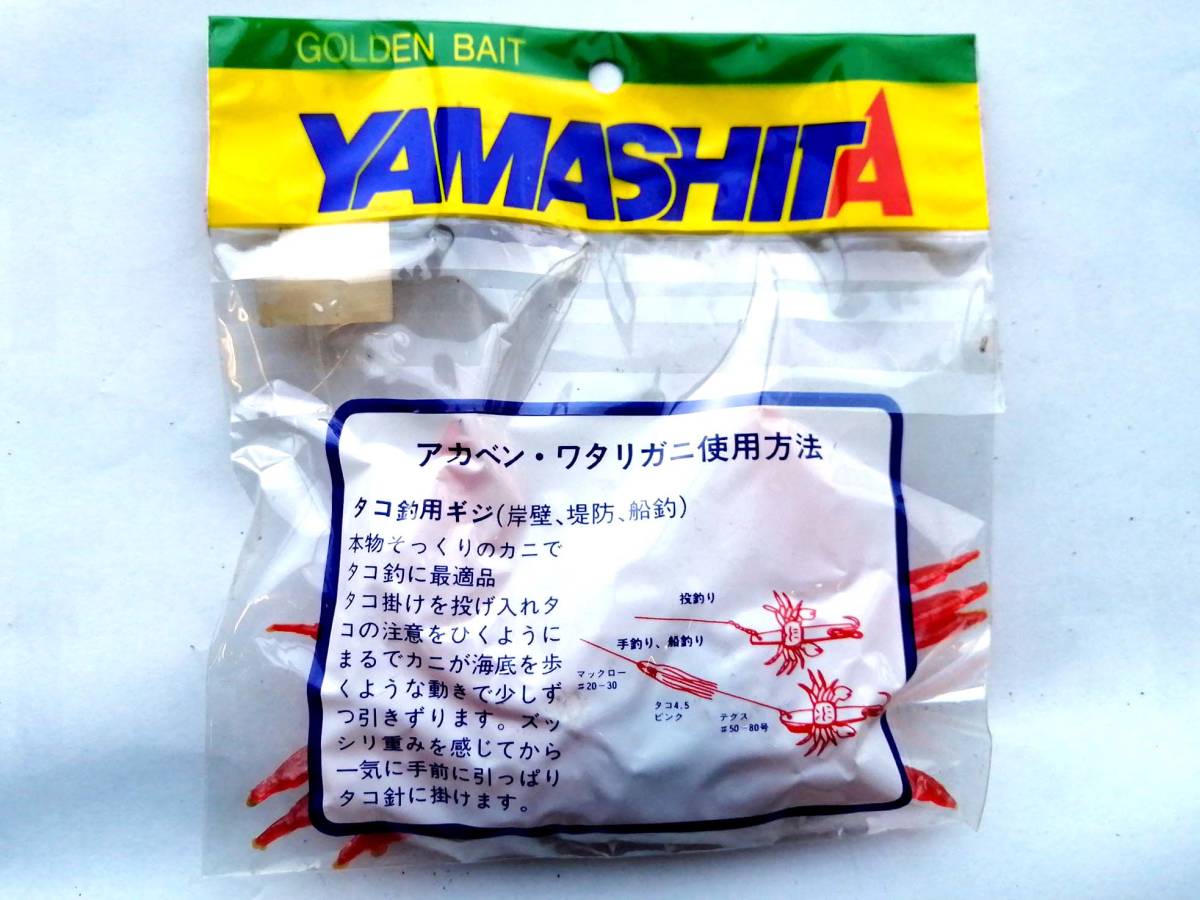 GOLDEN BAIT
YAMASHITA
アカベン・ワタリガニ使用方法
タコ釣用ギジ(岸壁、堤防、船釣)
本物そっくりのカニで
タコ釣に最適品
タコ掛けを投げ入れタ
コの注意をひくように
まるでカニが海底を歩
くような動きで少しず
つ引きずります。ズッ
シリ重みを感じてから
一気に手前に引っぱり
タコ針に掛けます。
投釣り
手釣り、船釣り
マックロー
#20-30
タコ4.5
ピンク
テグス
#50-80号